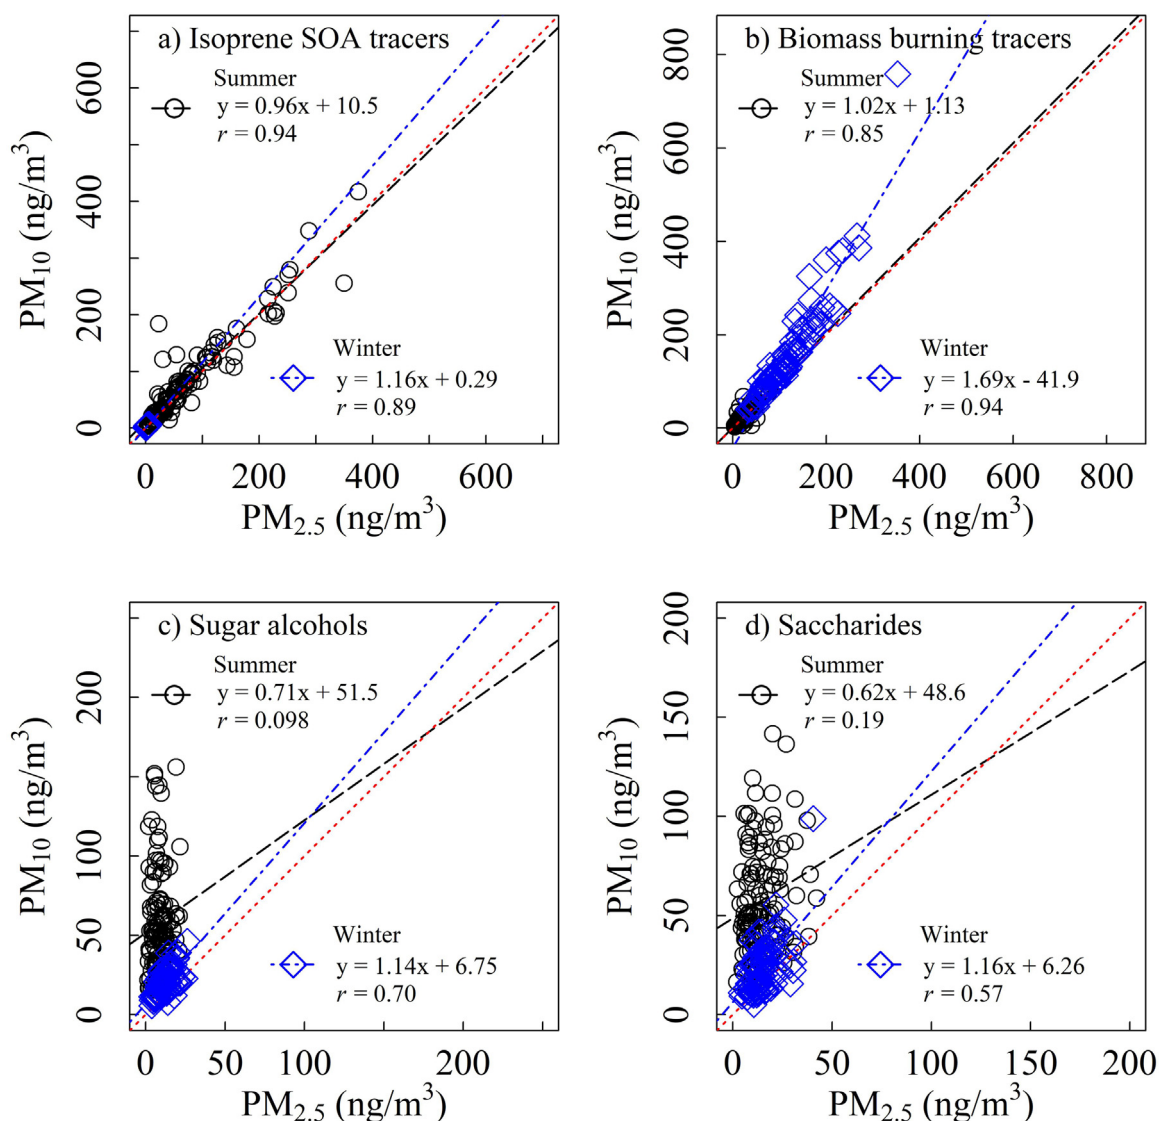 a) Isoprene SOA tracers
Summer
y = 0.96x + 10.5
r = 0.94
Winter
y = 1.16x + 0.29
r = 0.89
600
400
200
0
PM10 (ng/m3)
0 200 400 600
PM2.5 (ng/m3)
b) Biomass burning tracers
Summer
y = 1.02x + 1.13
r = 0.85
Winter
y = 1.69x - 41.9
r = 0.94
800
600
400
200
0
PM10 (ng/m3)
0 200 400 600 800
PM2.5 (ng/m3)
c) Sugar alcohols
Summer
y = 0.71x + 51.5
r = 0.098
Winter
y = 1.14x + 6.75
r = 0.70
200
100
50
0
PM10 (ng/m3)
0 50 100 200
PM2.5 (ng/m3)
d) Saccharides
Summer
y = 0.62x + 48.6
r = 0.19
Winter
y = 1.16x + 6.26
r = 0.57
200
150
100
50
0
PM10 (ng/m3)
0 50 100 150 200
PM2.5 (ng/m3)